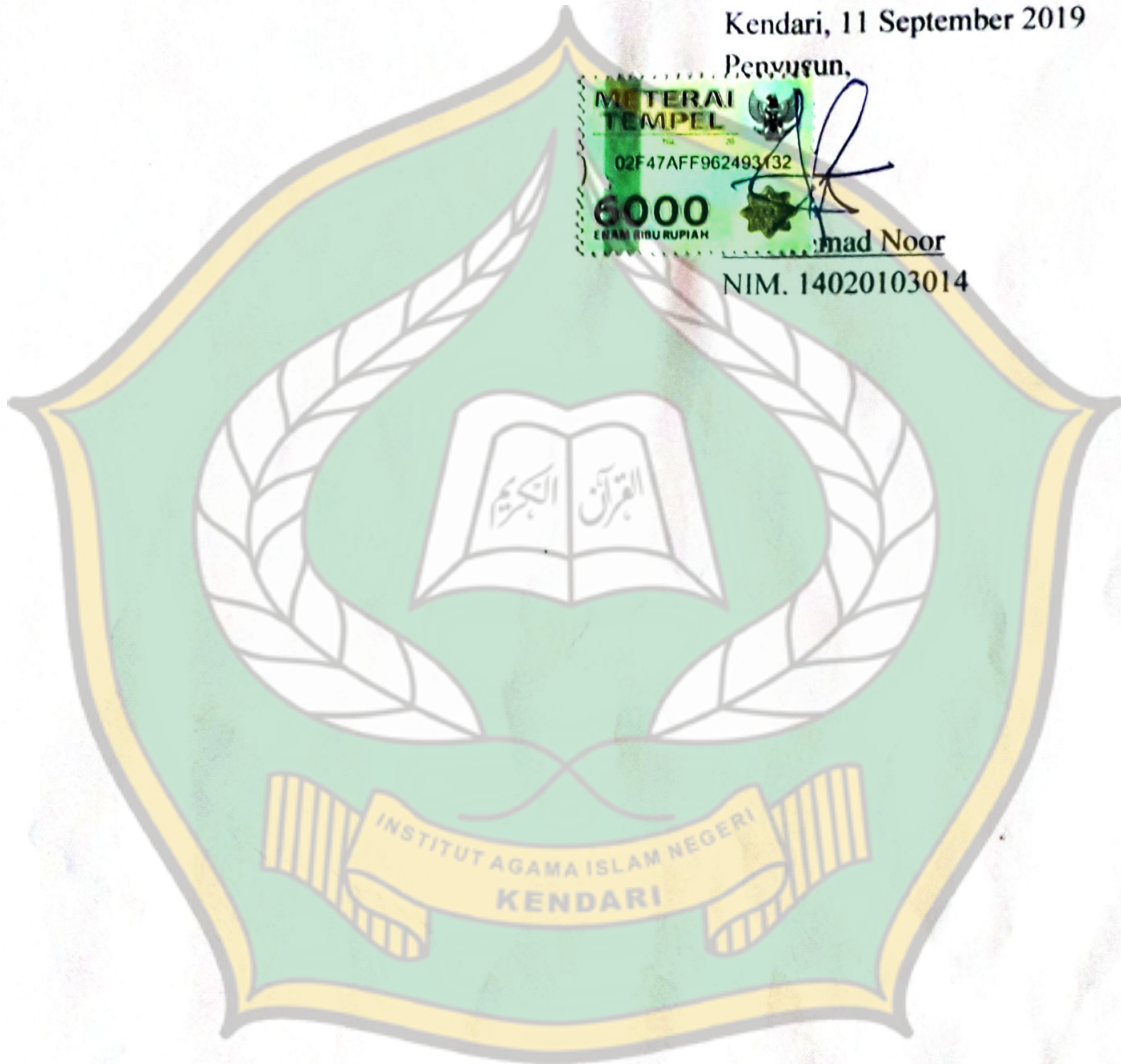 Kendari, 11 September 2019
Penyusun,
METERAI
TEMPEL
02F47AFF962493132
6000
ENAM RIBU RUPIAH
mad Noor
NIM. 14020103014
القرآن الكريم
INSTITUT AGAMA ISLAM NEGERI
KENDARI